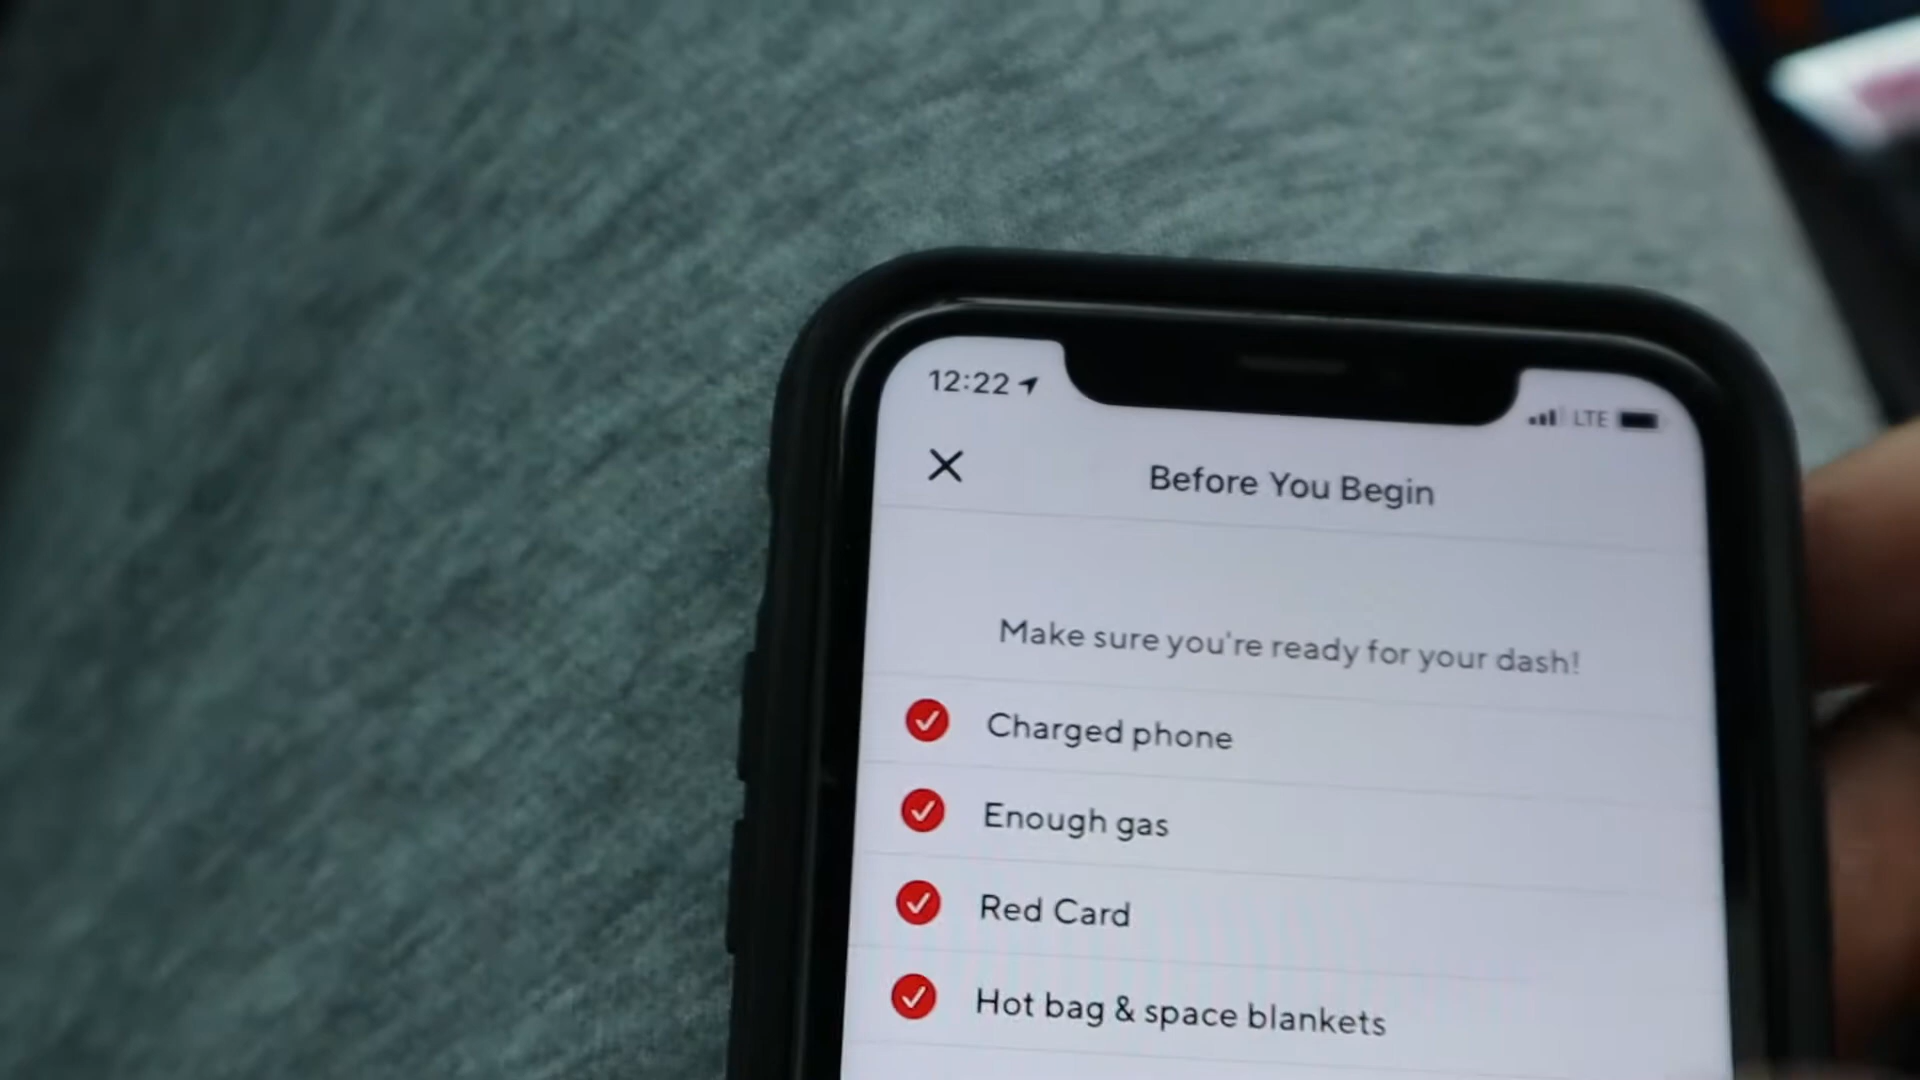 12:22
LTE
Before You Begin
Make sure you're ready for your dash!
Charged phone
Enough gas
Red Card
Hot bag & space blankets